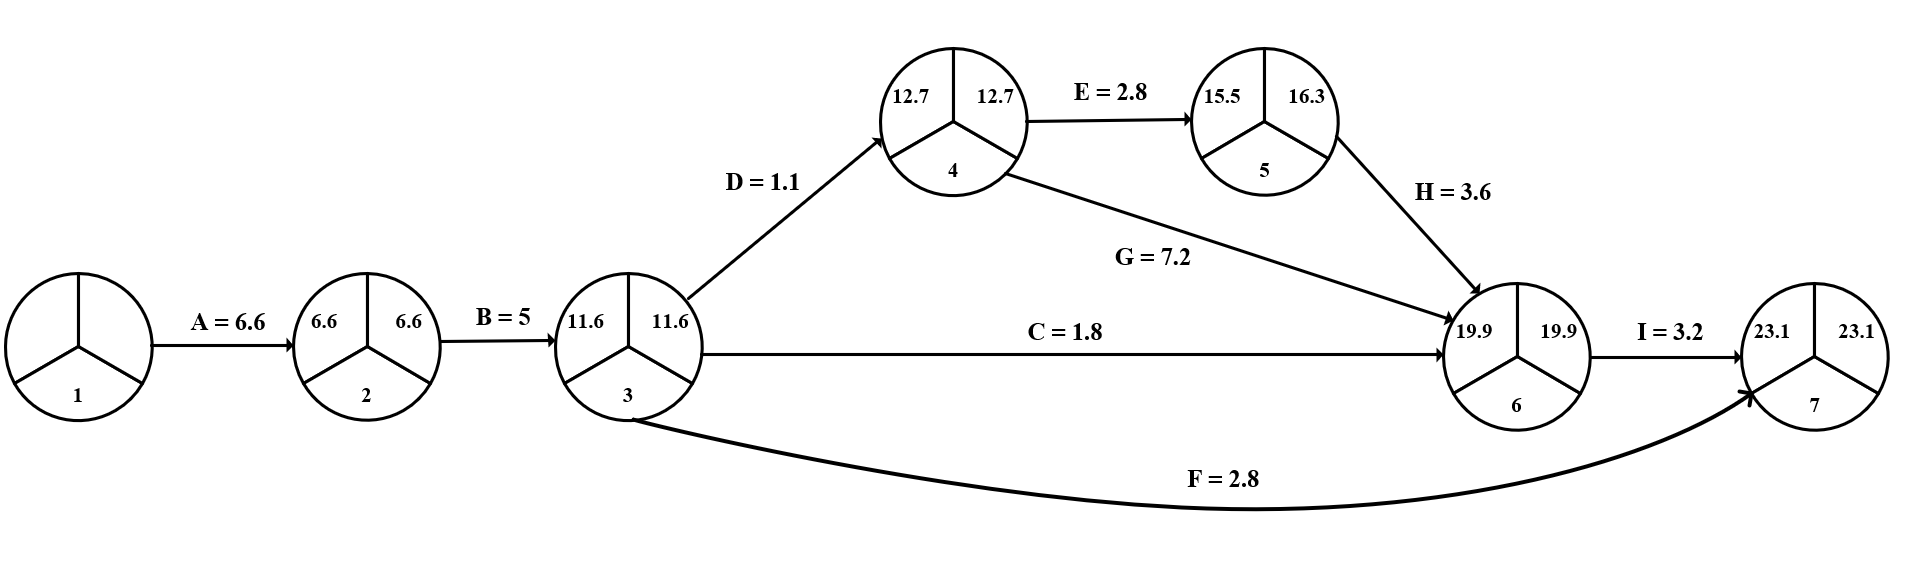 12.7 12.7
4
E = 2.8
15.5 16.3
5
D = 1.1
H = 3.6
G = 7.2
1
A = 6.6
6.6 6.6
2
B = 5
11.6 11.6
3
C = 1.8
19.9 19.9
6
I = 3.2
23.1 23.1
7
F = 2.8